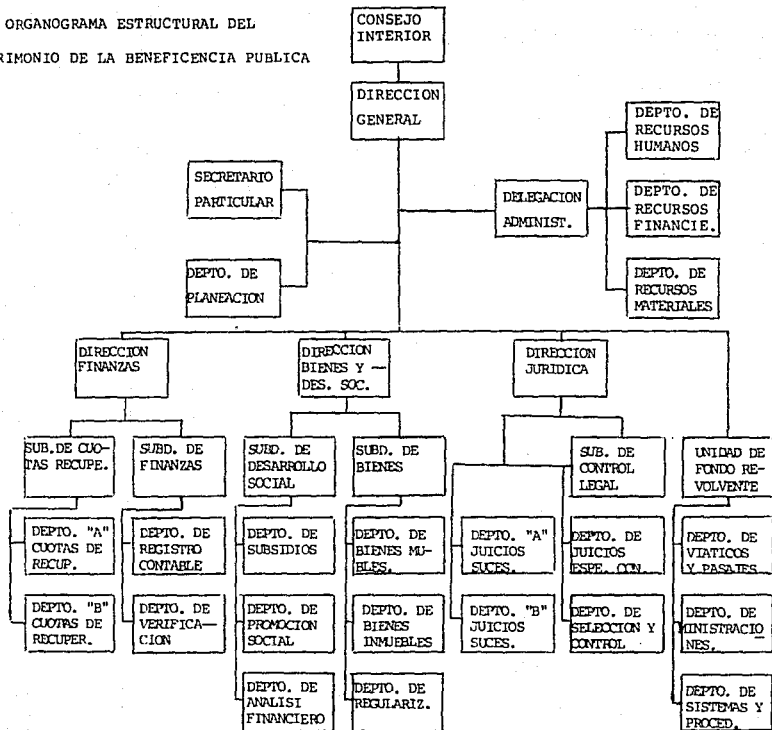 ORGANOGRAMA ESTRUCTURAL DEL
RIMONIO DE LA BENEFICENCIA PUBLICA
CONSEJO
INTERIOR
DIRECCION
GENERAL
SECRETARIO
PARTICULAR
DEPTO. DE
PLANEACION
DELEGACION
ADMINIST.
DEPTO. DE
RECURSOS
HUMANOS
DEPTO. DE
RECURSOS
FINANCIE.
DEPTO. DE
RECURSOS
MATERIALES
DIRECCION
FINANZAS
DIRECCION
BIENES Y —
DES. SOC.
DIRECCION
JURIDICA
SUB.DE CUO-
TAS RECUPE.
SUBD. DE
FINANZAS
SUBD. DE
DESARROLLO
SOCIAL
SUBD. DE
BIENES
SUB. DE
CONTROL
LEGAL
UNIDAD DE
FONDO RE-
VOLVENTE
DEPTO. "A"
CUOTAS DE
RECUP.
DEPTO. DE
REGISTRO
CONTABLE
DEPTO. DE
SUBSIDIOS
DEPTO. DE
BIENES MU-
BLES.
DEPTO. "A"
JUICIOS
SUCES.
DEPTO. DE
JUICIOS
ESPE. CON
DEPTO. DE
VIATICOS
Y PASAJES
DEPTO. "B"
CUOTAS DE
RECUPER.
DEPTO. DE
VERIFICA—
CION
DEPTO. DE
PROMOCION
SOCIAL
DEPTO. DE
BIENES
INMUEBLES
DEPTO. "B"
JUICIOS
SUCES.
DEPTO. DE
SELECCION Y
CONTROL
DEPTO. DE
MINISTRACIO
NES.
DEPTO. DE
ANALISI
FINANCIERO
DEPTO. DE
REGULARIZ.
DEPTO. DE
SISTEMAS Y
PROCED.